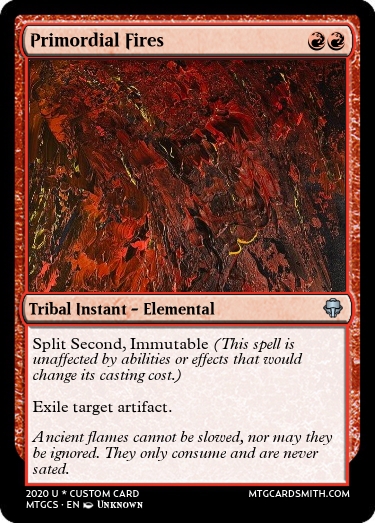 Primordial Fires
Tribal Instant – Elemental
Split Second, Immutable (This spell is
unaffected by abilities or effects that would
change its casting cost.)
Exile target artifact.
Ancient flames cannot be slowed, nor may they
be ignored. They only consume and are never
sated.
2020 U * CUSTOM CARD
MTGCARDSMITH.COM
MTGCS · EN Unknown